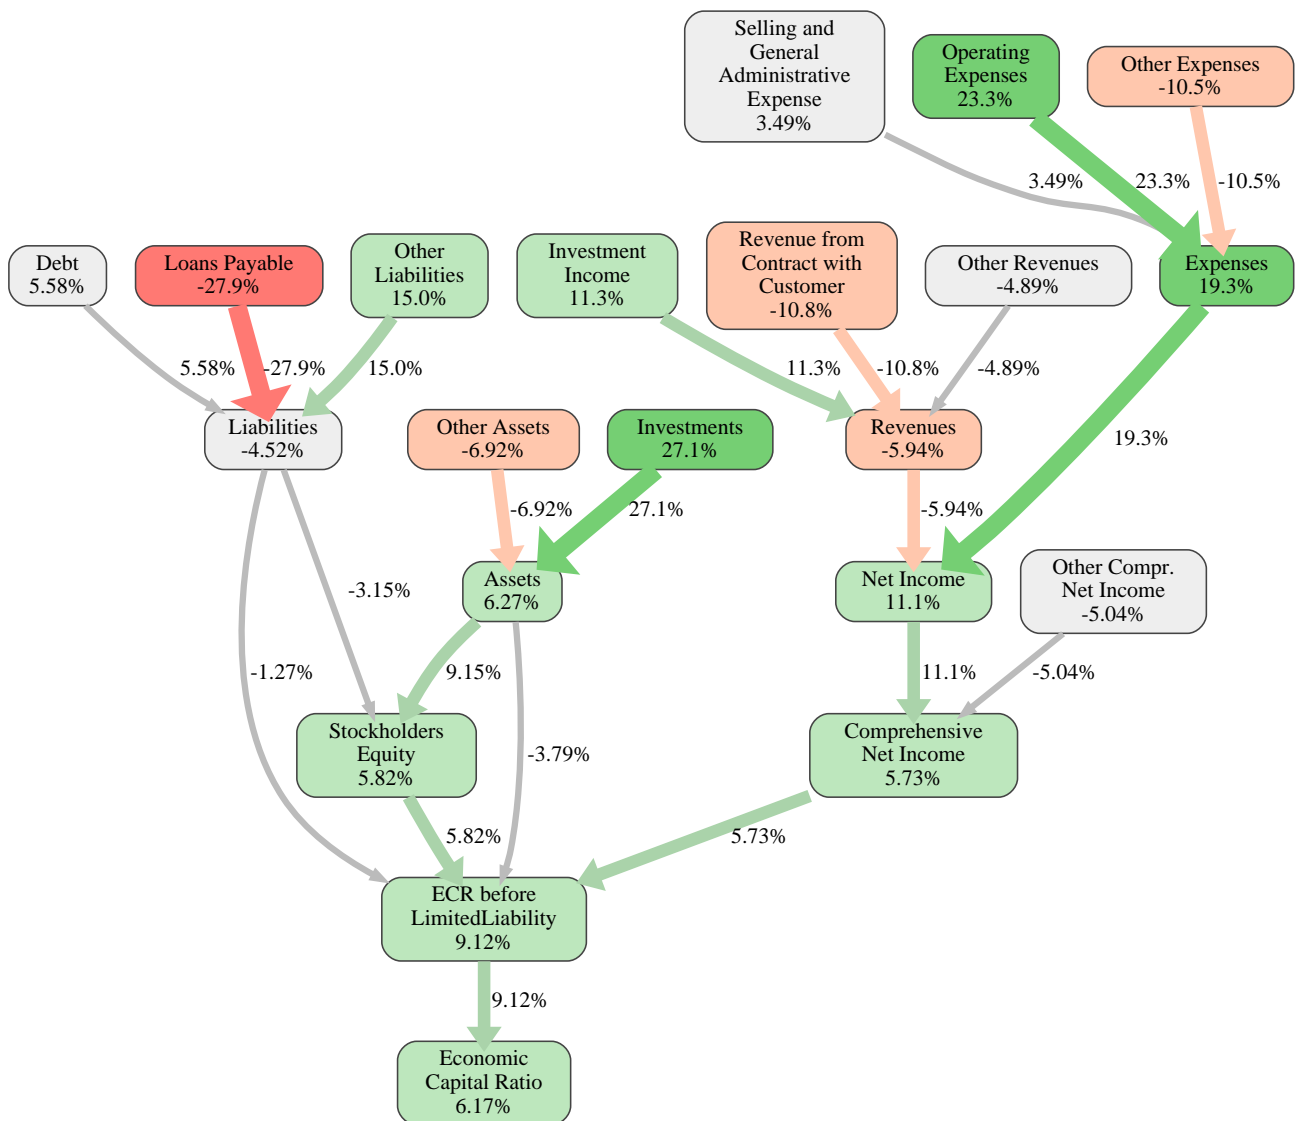 Selling and
General
Administrative
Expense
3.49%
Operating
Expenses
23.3%
Other Expenses
-10.5%
3.49%
23.3%
-10.5%
Debt
5.58%
Loans Payable
-27.9%
Other
Liabilities
15.0%
Investment
Income
11.3%
Revenue from
Contract with
Customer
-10.8%
Other Revenues
-4.89%
Expenses
19.3%
5.58%
-27.9%
15.0%
11.3%
-10.8%
-4.89%
19.3%
Liabilities
-4.52%
Other Assets
-6.92%
Investments
27.1%
Revenues
-5.94%
-6.92%
27.1%
-5.94%
-3.15%
Assets
6.27%
Net Income
11.1%
Other Compr.
Net Income
-5.04%
-1.27%
9.15%
11.1%
-5.04%
Stockholders
Equity
5.82%
-3.79%
Comprehensive
Net Income
5.73%
5.82%
5.73%
ECR before
LimitedLiability
9.12%
9.12%
Economic
Capital Ratio
6.17%